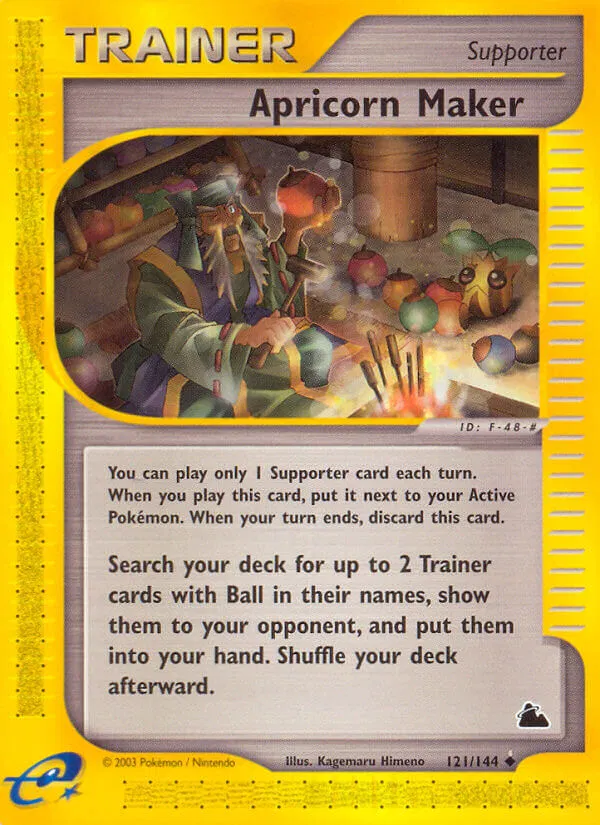 TRAINER
Supporter
Apricorn Maker
ID: F-48-#
You can play only 1 Supporter card each turn.
When you play this card, put it next to your Active
Pokémon. When your turn ends, discard this card.
Search your deck for up to 2 Trainer
cards with Ball in their names, show
them to your opponent, and put them
into your hand. Shuffle your deck
afterward.
© 2003 Pokémon / Nintendo
Illus. Kagemaru Himeno
121/144 ◆
e